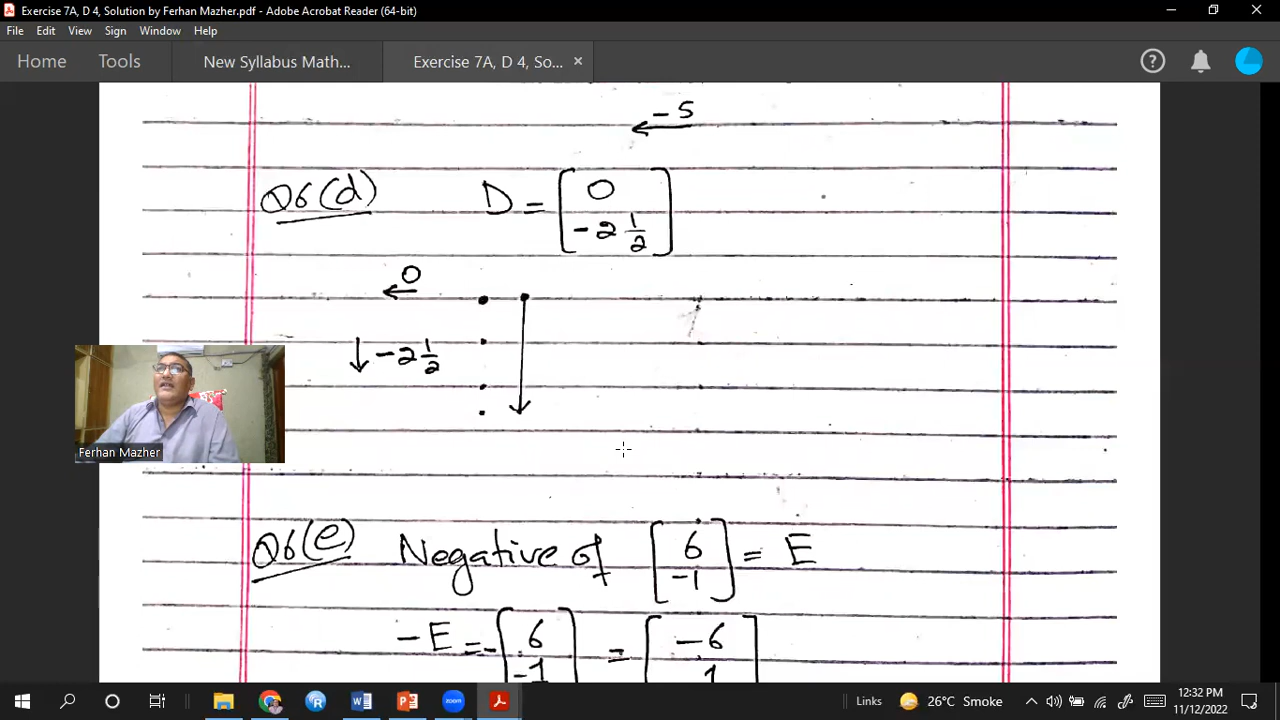 Exercise 7A, D 4, Solution by Ferhan Mazher.pdf - Adobe Acrobat Reader (64-bit)
File Edit View Sign Window Help
Home Tools New Syllabus Math... Exercise 7A, D 4, So... ×
-5
Q6(d) D = [0
-2 1/2]
0
-2 1/2
Ferhan Mazher
Q6(e) Negative of [6
-1] = E
-E = -[6
-1] = [-6
1
Links 26°C Smoke 12:32 PM
11/12/2022